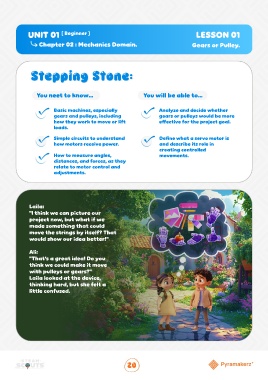 UNIT 01 [ Beginner ]
LESSON 01
Chapter 02 : Mechanics Domain.
Gears or Pulley.
Stepping Stone:
You neet to know...
Basic machines, especially
gears and pulleys, including
how they work to move or lift
loads.
Simple circuits to understand
how motors receive power.
How to measure angles,
distances, and forces, as they
relate to motor control and
adjustments.
You will be able to...
Analyze and decide whether
gears or pulleys would be more
effective for the project goal.
Define what a servo motor is
and describe its role in
creating controlled
movements.
Laila:
"I think we can picture our
project now, but what if we
made something that could
move the strings by itself? That
would show our idea better!"
Ali:
"That's a great idea! Do you
think we could make it move
with pulleys or gears?"
Laila looked at the device,
thinking hard, but she felt a
little confused.
20
Pyramakerz